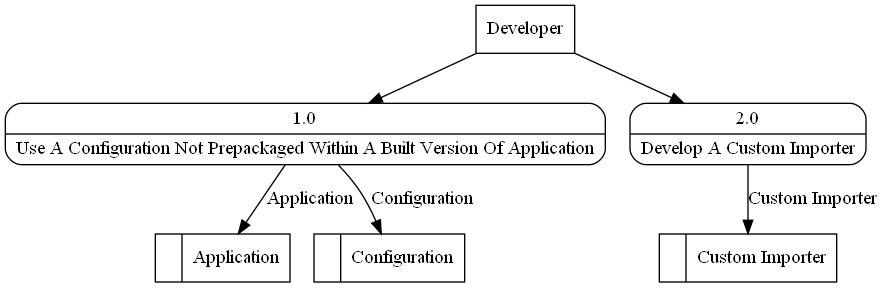 Developer
1.0
Use A Configuration Not Prepackaged Within A Built Version Of Application
2.0
Develop A Custom Importer
Application
Configuration
Custom Importer
Application
Configuration
Custom Importer